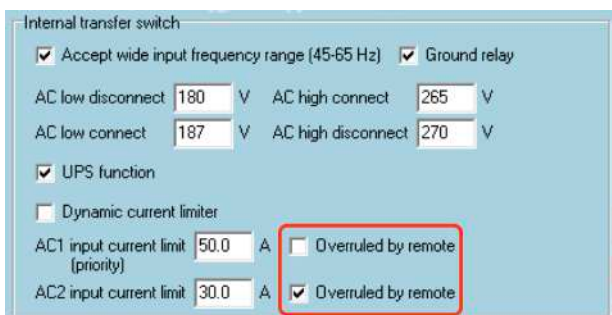 Internal transfer switch
Accept wide input frequency range (45-65 Hz) Ground relay
AC low disconnect 180 V AC high connect 265 V
AC low connect 187 V AC high disconnect 270 V
UPS function
Dynamic current limiter
AC1 input current limit 50.0 A Overruled by remote
(priority)
AC2 input current limit 30.0 A Overruled by remote